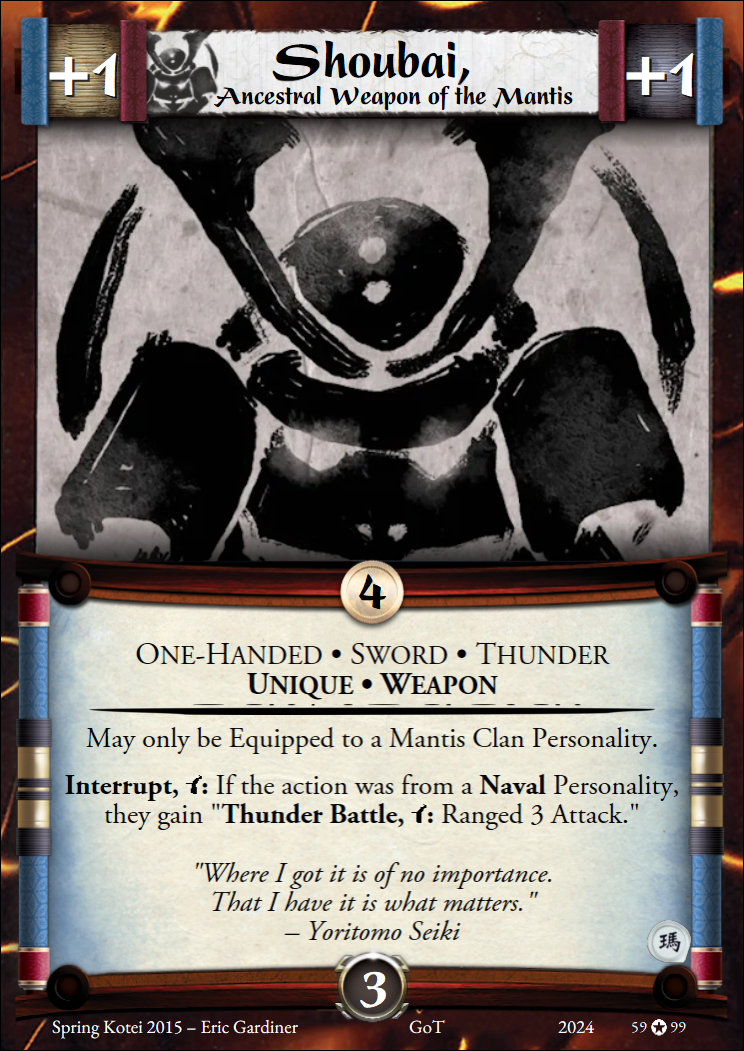 +1
Shoubai,
Ancestral Weapon of the Mantis
+1
4
One-Handed • Sword • Thunder
Unique • Weapon
May only be Equipped to a Mantis Clan Personality.
Interrupt, : If the action was from a Naval Personality,
they gain "Thunder Battle, : Ranged 3 Attack."
"Where I got it is of no importance.
That I have it is what matters."
– Yoritomo Seiki
瑪
3
Spring Kotei 2015 – Eric Gardiner GoT 2024 59 ✪ 99